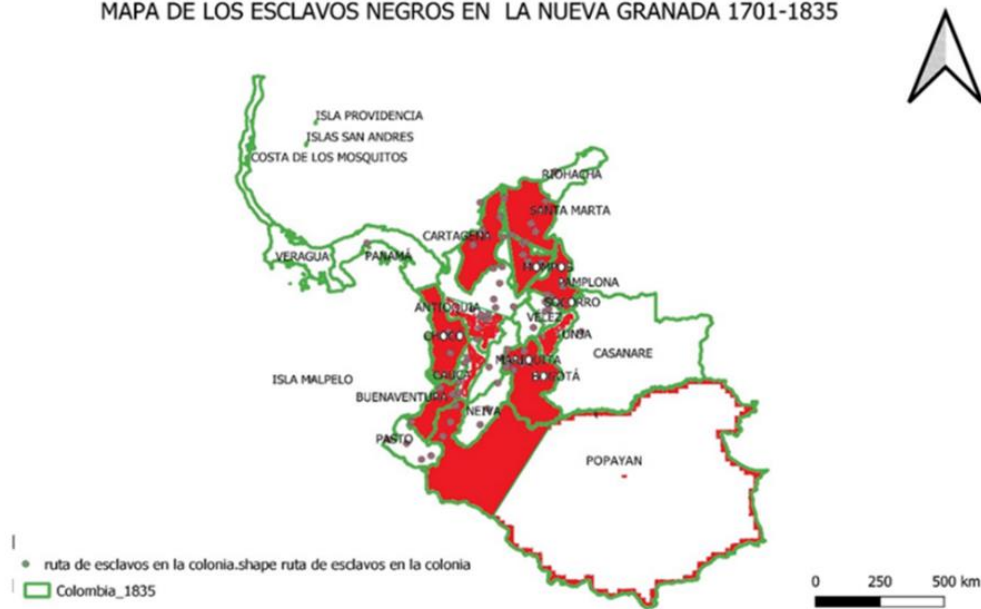 MAPA DE LOS ESCLAVOS NEGROS EN LA NUEVA GRANADA 1701-1835
ISLA PROVIDENCIA
ISLAS SAN ANDRES
COSTA DE LOS MOSQUITOS
RIOHACHA
SANTA MARTA
CARTAGENA
VERAGUA
PANAMÁ
MOMPOS
PAMPLONA
SOCORRO
ANTIOQUIA
VELEZ
CHOCO
UNJA
CASANARE
MARIQUITA
ISLA MALPELO
CAUCA
BOGOTÁ
BUENAVENTURA
NEIVA
PASTO
POPAYAN
ruta de esclavos en la colonia.shape ruta de esclavos en la colonia
Colombia_1835
0 250 500 km